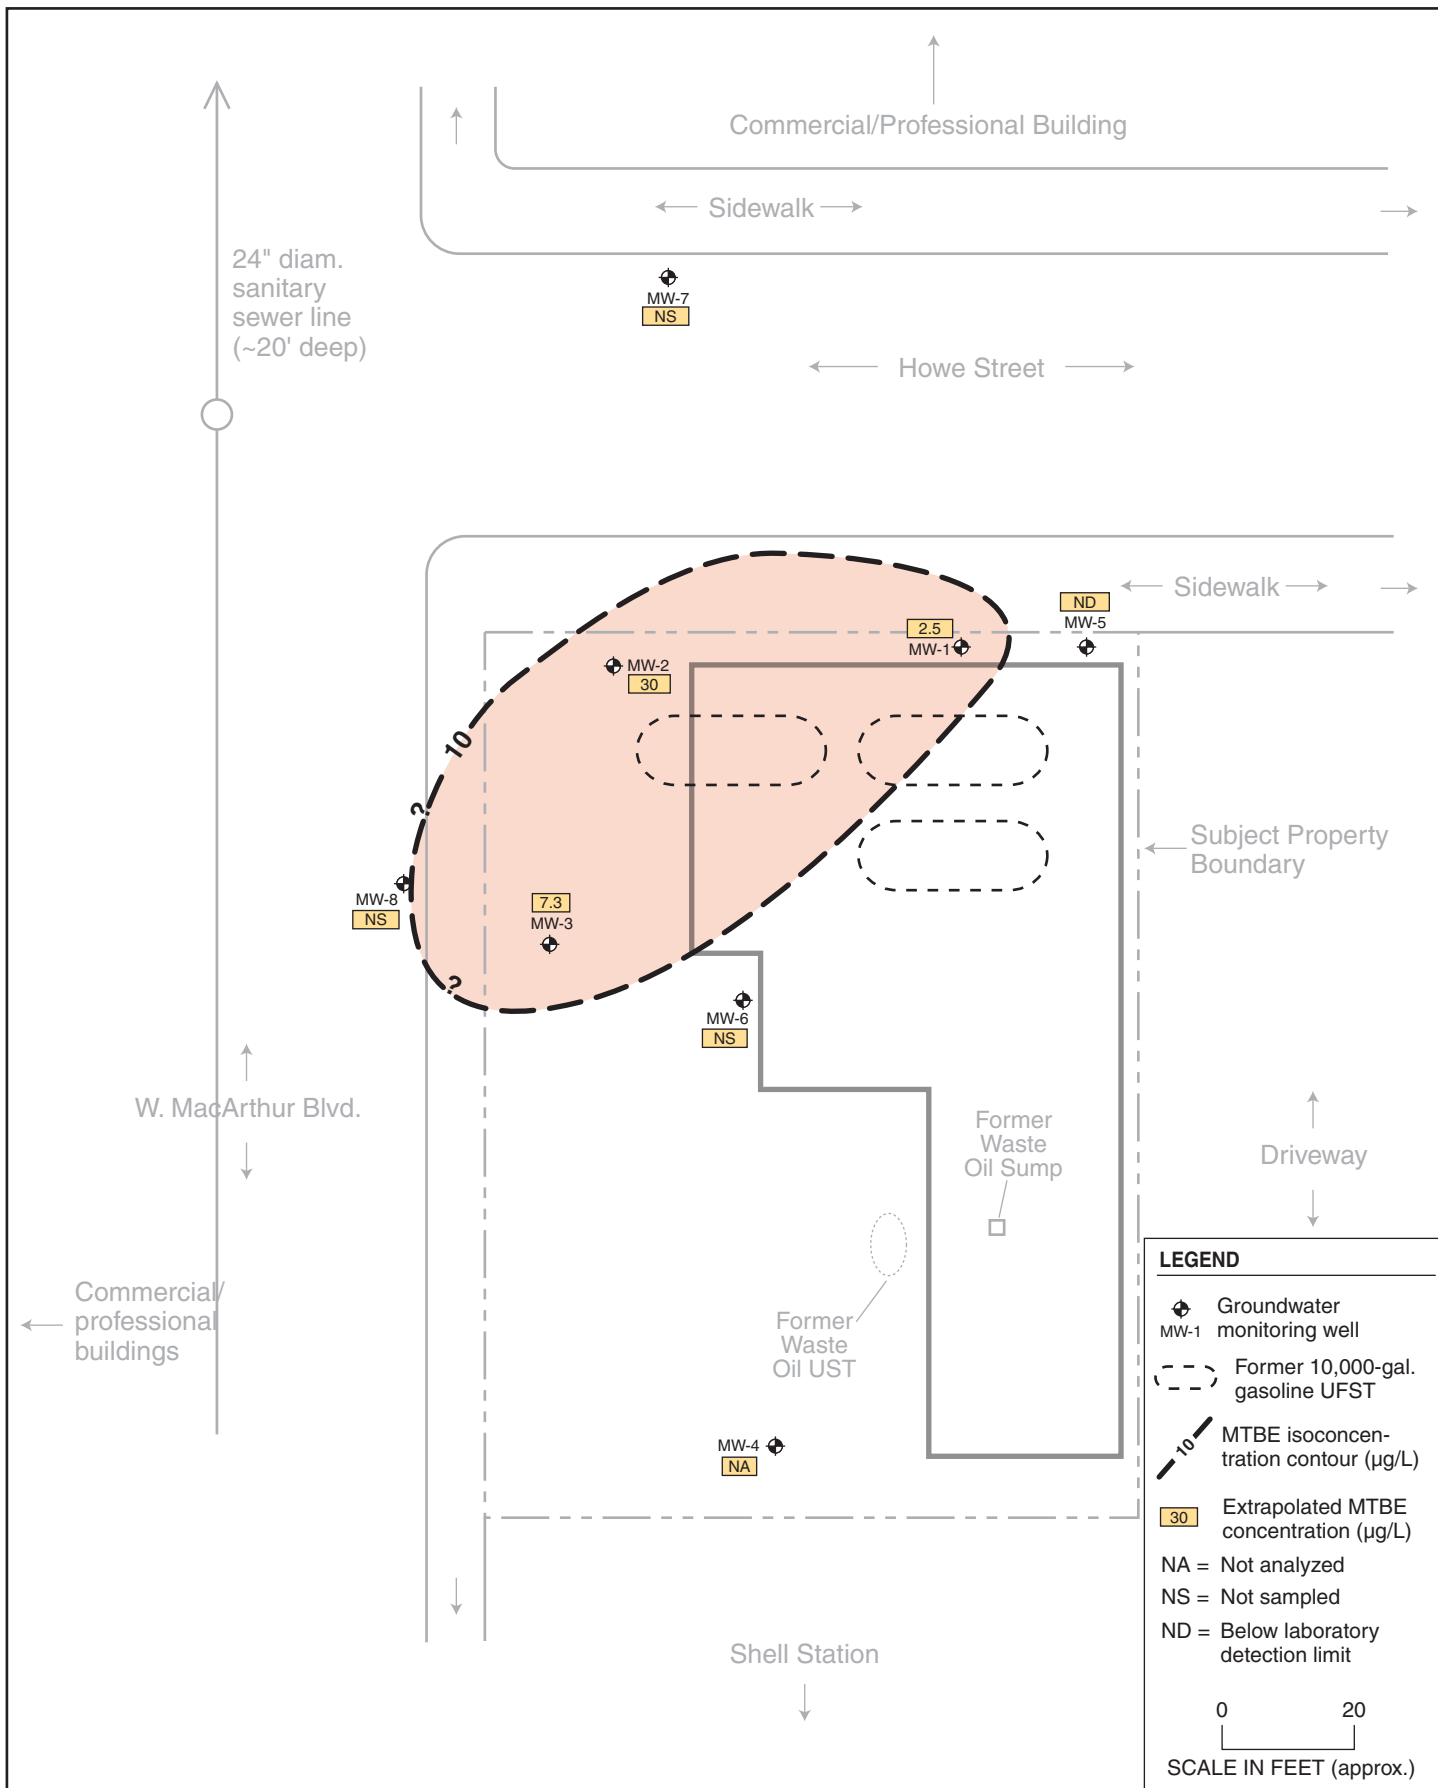 Commercial/Professional Building
Sidewalk
24" diam.
sanitary
sewer line
(~20' deep)
MW-7
NS
Howe Street
Sidewalk
ND
MW-5
2.5
MW-1
MW-2
30
10
?
Subject Property
Boundary
MW-8
NS
7.3
MW-3
?
MW-6
NS
W. MacArthur Blvd.
Former
Waste
Oil Sump
Driveway
Commercial/
professional
buildings
Former
Waste
Oil UST
MW-4
NA
Shell Station
LEGEND
MW-1
Groundwater
monitoring well
Former 10,000-gal.
gasoline UFST
10
MTBE isoconcen-
tration contour (µg/L)
30
Extrapolated MTBE
concentration (µg/L)
NA = Not analyzed
NS = Not sampled
ND = Below laboratory
detection limit
0 20
SCALE IN FEET (approx.)